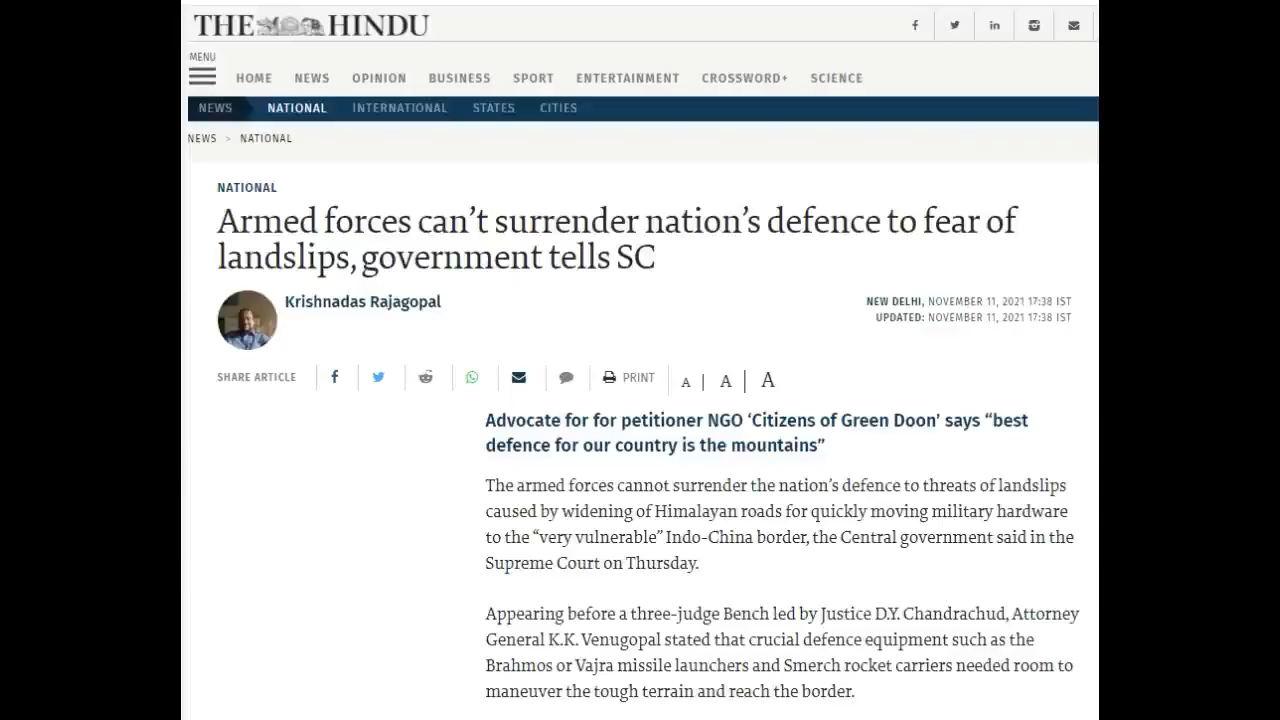 THE HINDU
MENU
HOME NEWS OPINION BUSINESS SPORT ENTERTAINMENT CROSSWORD+ SCIENCE
NEWS NATIONAL INTERNATIONAL STATES CITIES
NEWS > NATIONAL
NATIONAL
Armed forces can’t surrender nation’s defence to fear of
landslips, government tells SC
Krishnadas Rajagopal
NEW DELHI, NOVEMBER 11, 2021 17:38 IST
UPDATED: NOVEMBER 11, 2021 17:38 IST
SHARE ARTICLE PRINT A | A | A
Advocate for for petitioner NGO ‘Citizens of Green Doon’ says “best
defence for our country is the mountains”
The armed forces cannot surrender the nation’s defence to threats of landslips
caused by widening of Himalayan roads for quickly moving military hardware
to the “very vulnerable” Indo-China border, the Central government said in the
Supreme Court on Thursday.
Appearing before a three-judge Bench led by Justice D.Y. Chandrachud, Attorney
General K.K. Venugopal stated that crucial defence equipment such as the
Brahmos or Vajra missile launchers and Smerch rocket carriers needed room to
maneuver the tough terrain and reach the border.